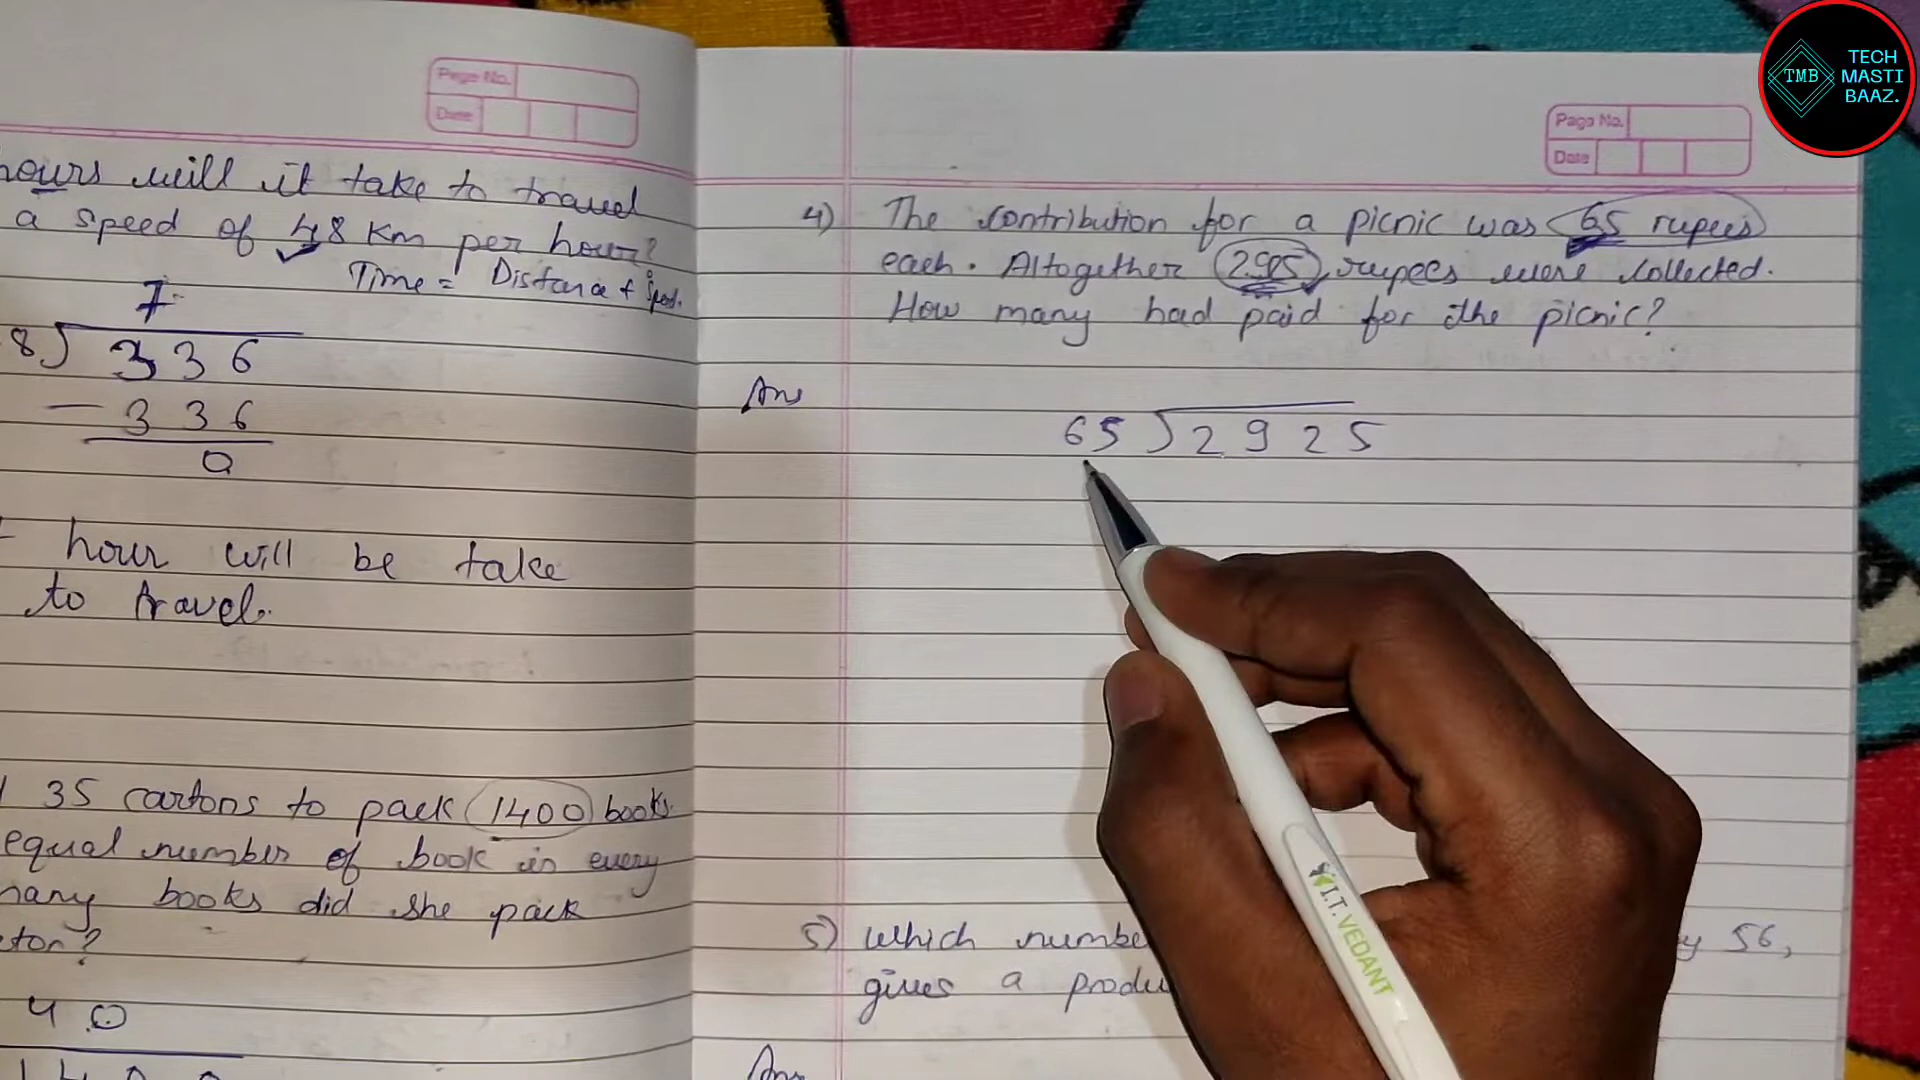 TECH
TMB MASTI
BAAZ.
Page No.
Date
hours will it take to travel
a speed of 48 Km per hour?
Time = Distance ÷ Speed.
7
8) 336
- 336
0
hour will be take
to travel.
35 cartons to pack 1400 books.
equal number of book in every
many books did she pack
40
Page No.
Date
4) The contribution for a picnic was 65 rupees
each. Altogether 2925 rupees were collected.
How many had paid for the picnic?
Ans
65) 2925
5) Which 56,
gives a
Ans
I.T. VEDANT